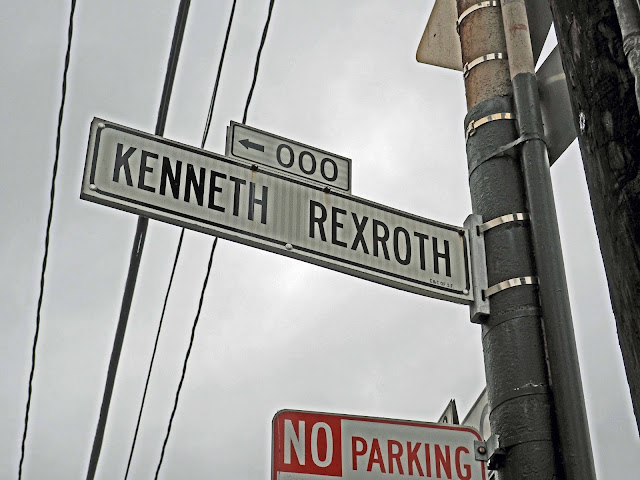 ← 000
KENNETH REXROTH
NO PARKING